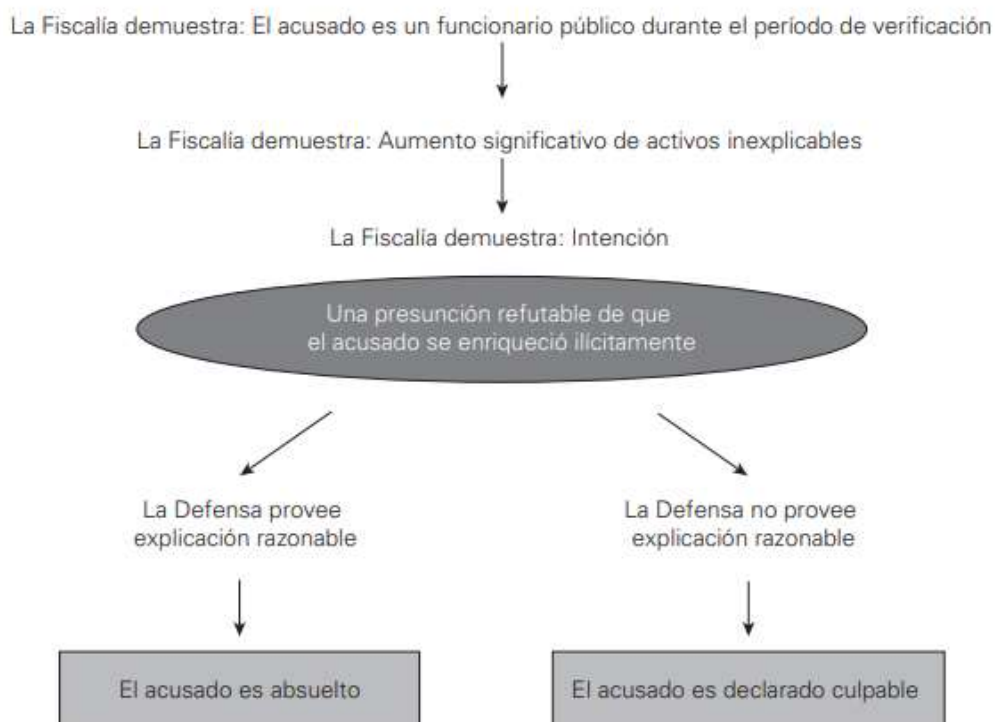 La Fiscalía demuestra: El acusado es un funcionario público durante el período de verificación
La Fiscalía demuestra: Aumento significativo de activos inexplicables
La Fiscalía demuestra: Intención
Una presunción refutable de que
el acusado se enriqueció ilícitamente
La Defensa provee
explicación razonable
La Defensa no provee
explicación razonable
El acusado es absuelto
El acusado es declarado culpable